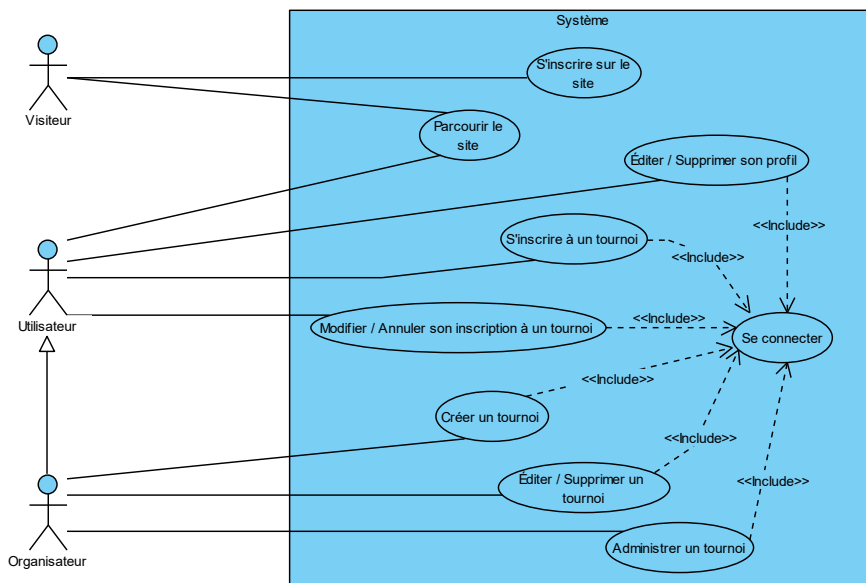 Système
S'inscrire sur le
site
Visiteur
Parcourir le
site
Éditer / Supprimer son profil
<<Include>>
S'inscrire à un tournoi
<<Include>>
Utilisateur
Modifier / Annuler son inscription à un tournoi
<<Include>>
Se connecter
<<Include>>
Créer un tournoi
<<Include>>
Éditer / Supprimer un
tournoi
<<Include>>
Organisateur
Administrer un tournoi